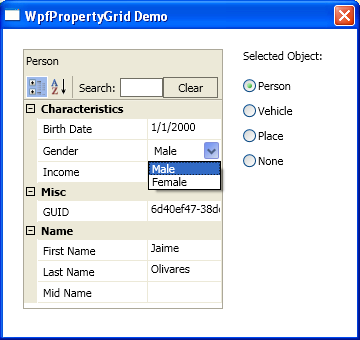 WpfPropertyGrid Demo
Selected Object:
Person
Vehicle
Place
None
Person
A Z Search: Clear
Characteristics
Birth Date 1/1/2000
Gender Male
Male
Female
Income
Misc
GUID 6d40ef47-38d
Name
First Name Jaime
Last Name Olivares
Mid Name